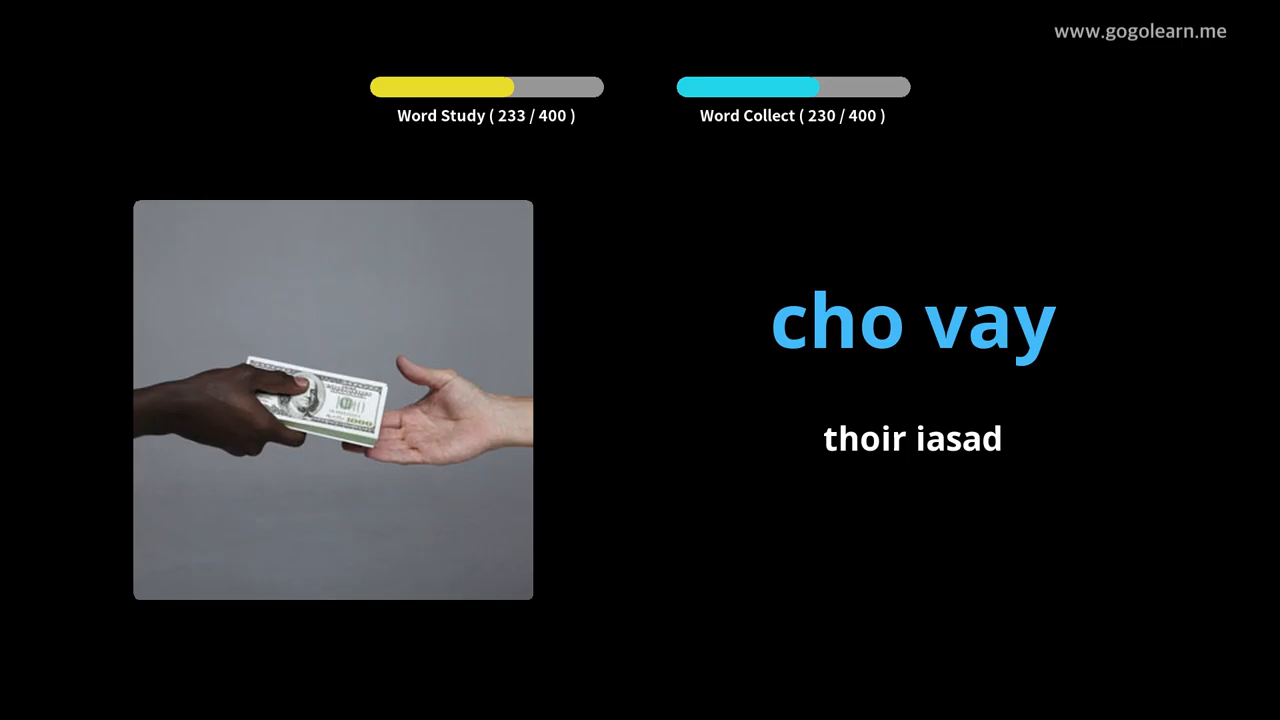 www.gogolearn.me
Word Study ( 233 / 400 )
Word Collect ( 230 / 400 )
cho vay
thoir iasad